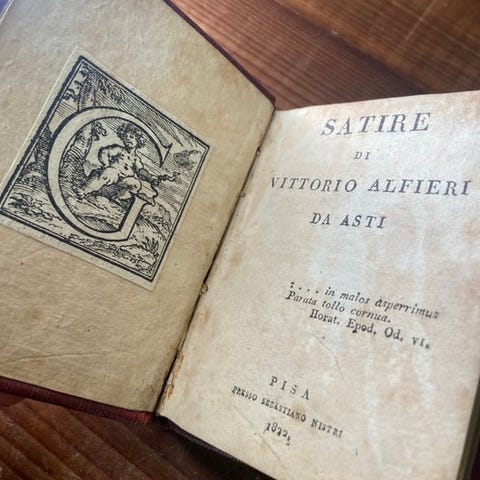 G
SATIRE
DI
VITTORIO ALFIERI
DA ASTI
: . . . in malos asperrimus
Parata tollo cornua.
Horat. Epod. Od. VI.
PISA
PRESSO SEBASTIANO NISTRI